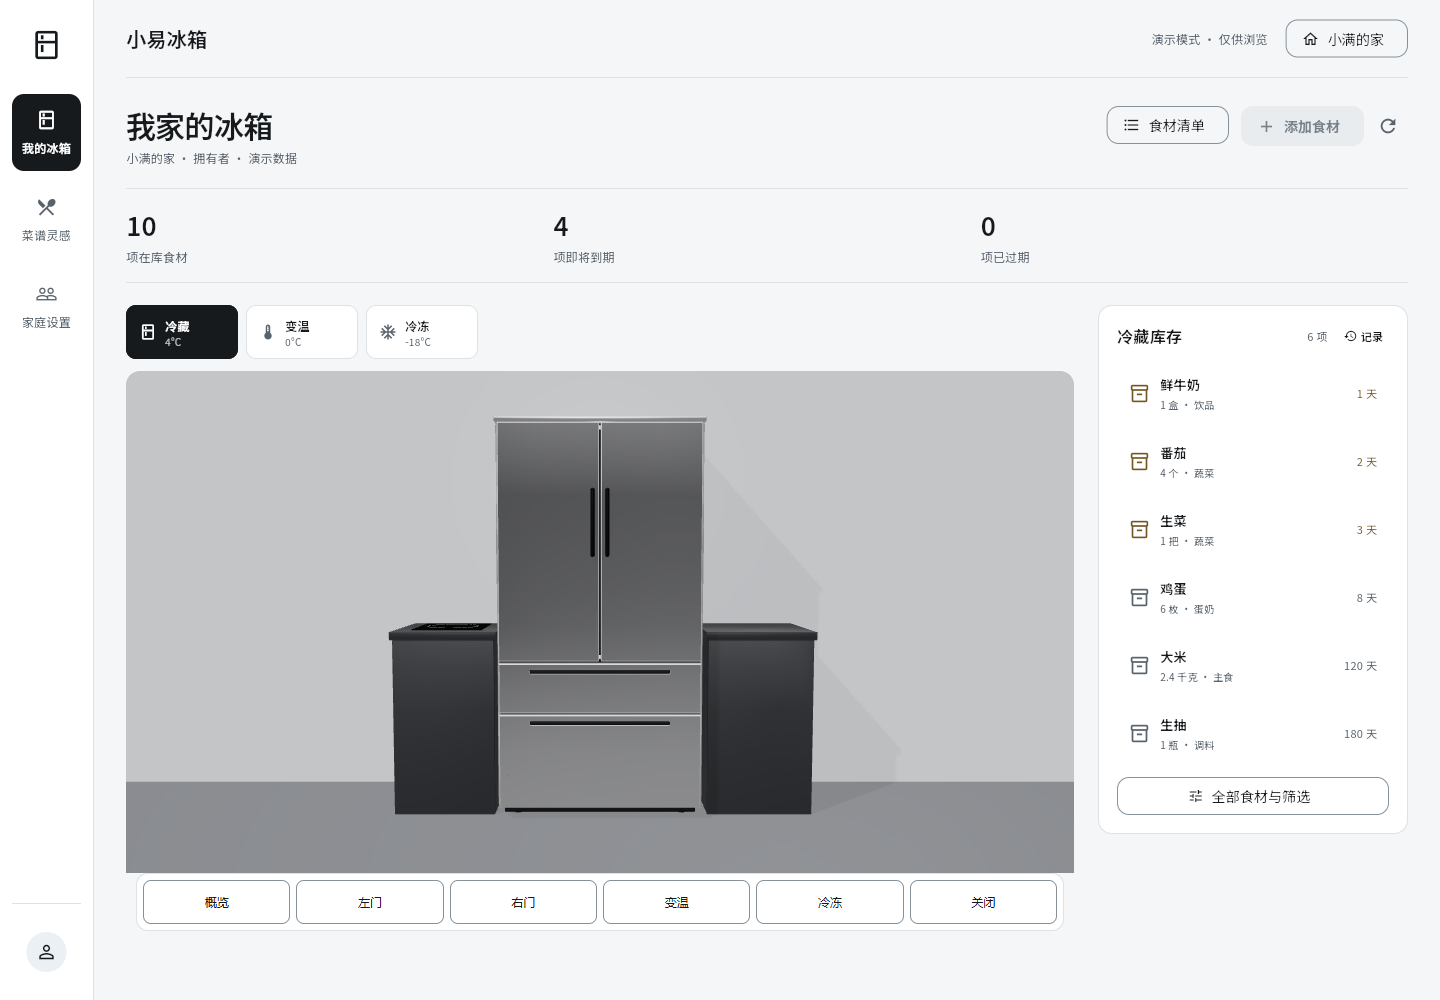 小易冰箱
演示模式 · 仅供浏览
小满的家
我的冰箱
菜谱灵感
家庭设置
我家的冰箱
小满的家 · 拥有者 · 演示数据
食材清单
添加食材
10
项在库食材
4
项即将到期
0
项已过期
冷藏
4°C
变温
0°C
冷冻
-18°C
冷藏库存
6 项
记录
鲜牛奶
1 盒 · 饮品
1 天
番茄
4 个 · 蔬菜
2 天
生菜
1 把 · 蔬菜
3 天
鸡蛋
6 枚 · 蛋奶
8 天
大米
2.4 千克 · 主食
120 天
生抽
1 瓶 · 调料
180 天
全部食材与筛选
概览
左门
右门
变温
冷冻
关闭